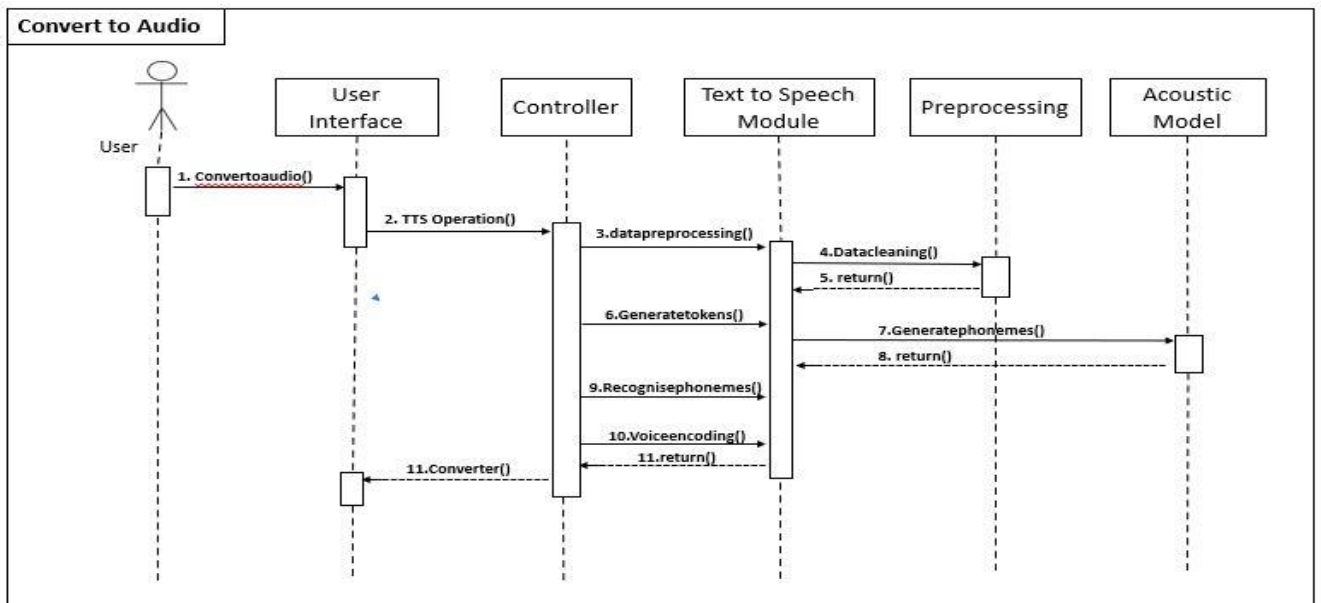 Convert to Audio
User
Interface
Controller
Text to Speech
Module
Preprocessing
Acoustic
Model
User
1. Convertoaudio()
2. TTS Operation()
3.datapreprocessing()
4.Datacleaning()
5. return()
6.Generatetokens()
7.Generatephonemes()
8. return()
9.Recognisephonemes()
10.Voiceencoding()
11.return()
11.Converter()